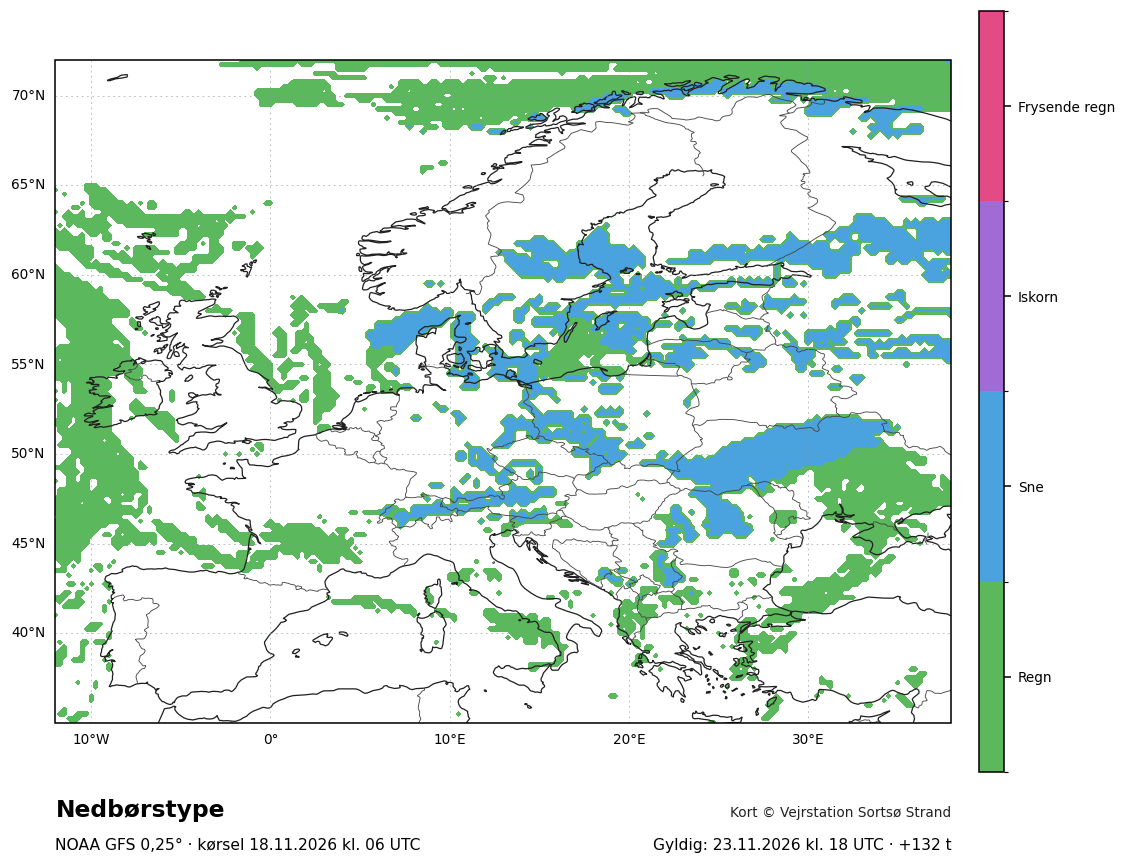 Frysende regn
Iskorn
Sne
Regn
70°N
65°N
60°N
55°N
50°N
45°N
40°N
10°W
0°
10°E
20°E
30°E
Nedbørstype
Kort © Vejrstation Sortsø Strand
NOAA GFS 0,25° · kørsel 18.11.2026 kl. 06 UTC
Gyldig: 23.11.2026 kl. 18 UTC · +132 t